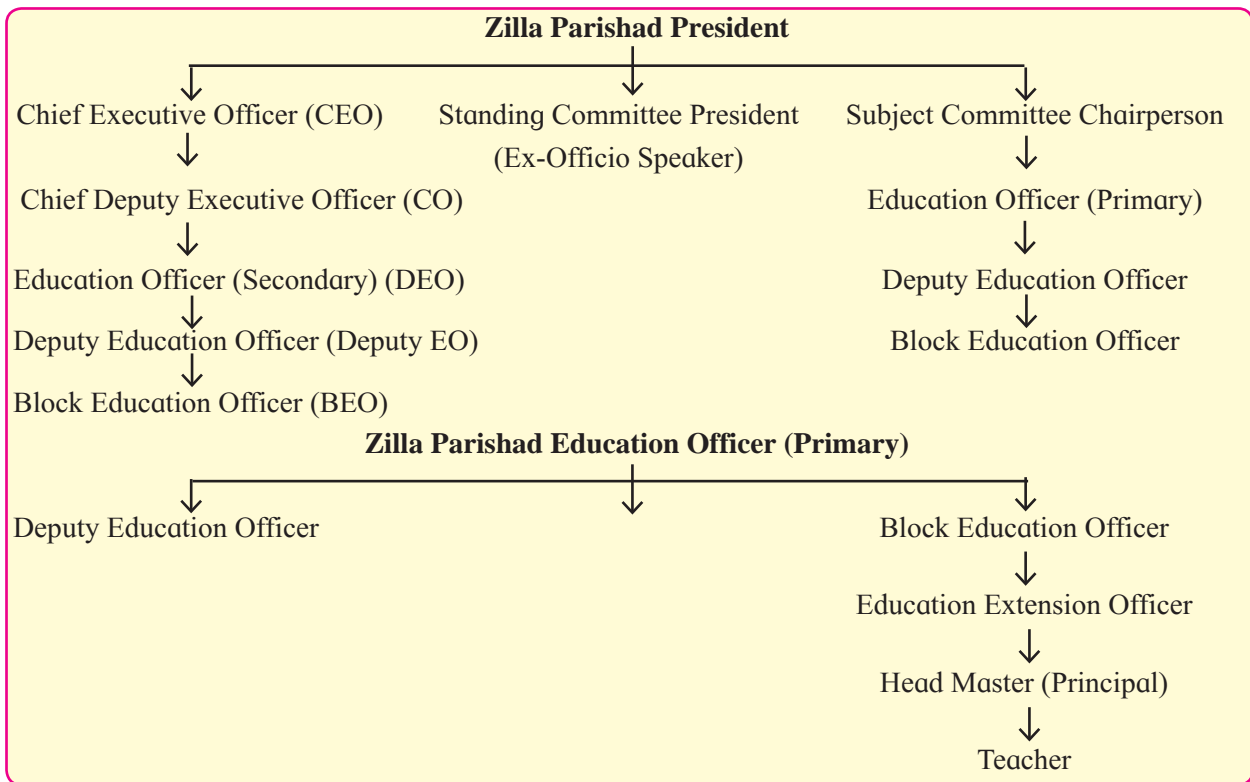 Zilla Parishad President
Chief Executive Officer (CEO) Standing Committee President Subject Committee Chairperson
(Ex-Officio Speaker)
Chief Deputy Executive Officer (CO) Education Officer (Primary)
Education Officer (Secondary) (DEO) Deputy Education Officer
Deputy Education Officer (Deputy EO) Block Education Officer
Block Education Officer (BEO)
Zilla Parishad Education Officer (Primary)
Deputy Education Officer Block Education Officer
Education Extension Officer
Head Master (Principal)
Teacher